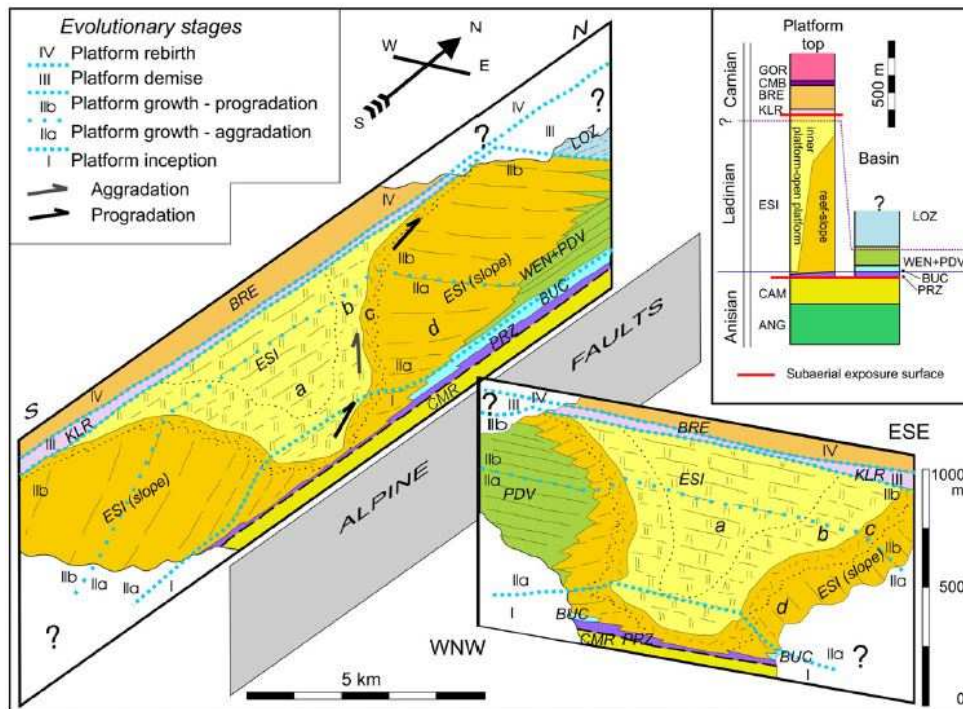 Evolutionary stages
IV Platform rebirth
III Platform demise
IIb Platform growth - progradation
IIa Platform growth - aggradation
I Platform inception
Aggradation
Progradation
N
W
E
S
Platform
top
Carnian
GOR
CMB
BRE
KLR
?
Ladinian
ESI
inner
platform-open platform
reef-slope
Basin
?
LOZ
WEN+PDV
BUC
PRZ
Anisian
CAM
ANG
500 m
Subaerial exposure surface
N
IV
?
?
III
LOZ
IIb
IV
BRE
IIb
ESI (slope)
WEN+PDV
IIa
b
c
ESI
d
BUC
a
IIa
PRZ
I
CMR
S
IV
III
KLR
IIb
ESI (slope)
IIb
IIa
IIa
I
?
ALPINE
FAULTS
?
IV
III
IIb
BRE
IV
ESE
KLR
III
1000
m
IIb
IIa
PDV
ESI
a
b
c
IIb
IIa
ESI (slope)
d
500
IIa
I
BUC
CMR
PRZ
BUC
IIa
?
I
0
WNW
5 km